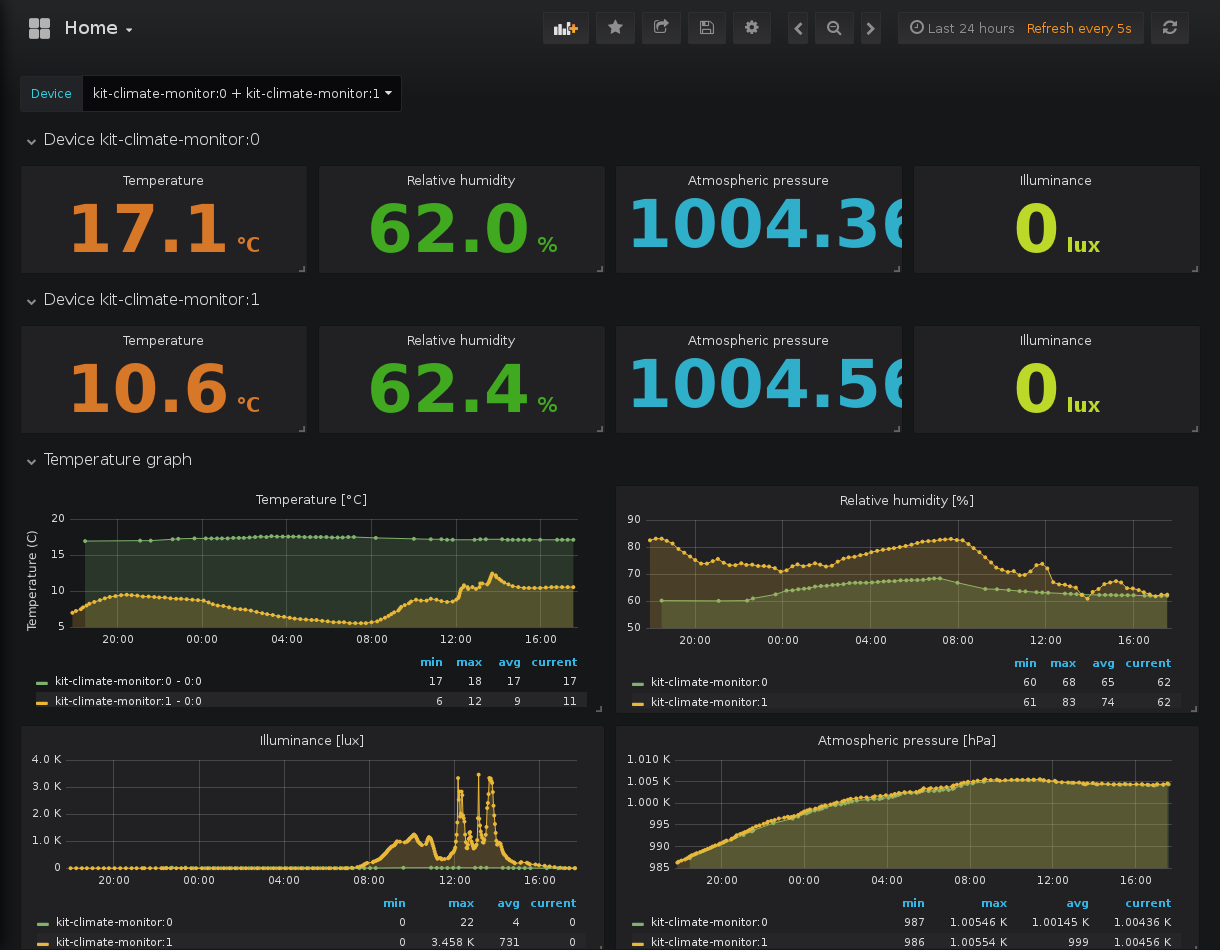 Home
Last 24 hours Refresh every 5s
Device kit-climate-monitor:0 + kit-climate-monitor:1
Device kit-climate-monitor:0
Temperature Relative humidity Atmospheric pressure Illuminance
17.1 °C 62.0 % 1004.36 0 lux
Device kit-climate-monitor:1
Temperature Relative humidity Atmospheric pressure Illuminance
10.6 °C 62.4 % 1004.56 0 lux
Temperature graph
Temperature [°C]
Temperature (C)
20
15
10
5
20:00 00:00 04:00 08:00 12:00 16:00
min max avg current
kit-climate-monitor:0 - 0:0 17 18 17 17
kit-climate-monitor:1 - 0:0 6 12 9 11
Relative humidity [%]
90
80
70
60
50
20:00 00:00 04:00 08:00 12:00 16:00
min max avg current
kit-climate-monitor:0 60 68 65 62
kit-climate-monitor:1 61 83 74 62
Illuminance [lux]
4.0 K
3.0 K
2.0 K
1.0 K
0
20:00 00:00 04:00 08:00 12:00 16:00
min max avg current
kit-climate-monitor:0 0 22 4 0
kit-climate-monitor:1 0 3.458 K 731 0
Atmospheric pressure [hPa]
1.010 K
1.005 K
1.000 K
995
990
985
20:00 00:00 04:00 08:00 12:00 16:00
min max avg current
kit-climate-monitor:0 987 1.00546 K 1.00145 K 1.00436 K
kit-climate-monitor:1 986 1.00554 K 999 1.00456 K